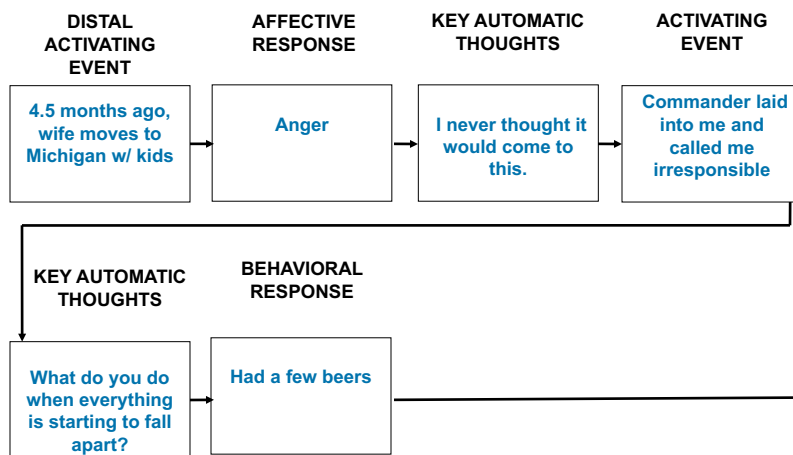 DISTAL
ACTIVATING
EVENT
4.5 months ago,
wife moves to
Michigan w/ kids
AFFECTIVE
RESPONSE
Anger
KEY AUTOMATIC
THOUGHTS
I never thought it
would come to
this.
ACTIVATING
EVENT
Commander laid
into me and
called me
irresponsible
KEY AUTOMATIC
THOUGHTS
What do you do
when everything
is starting to fall
apart?
BEHAVIORAL
RESPONSE
Had a few beers